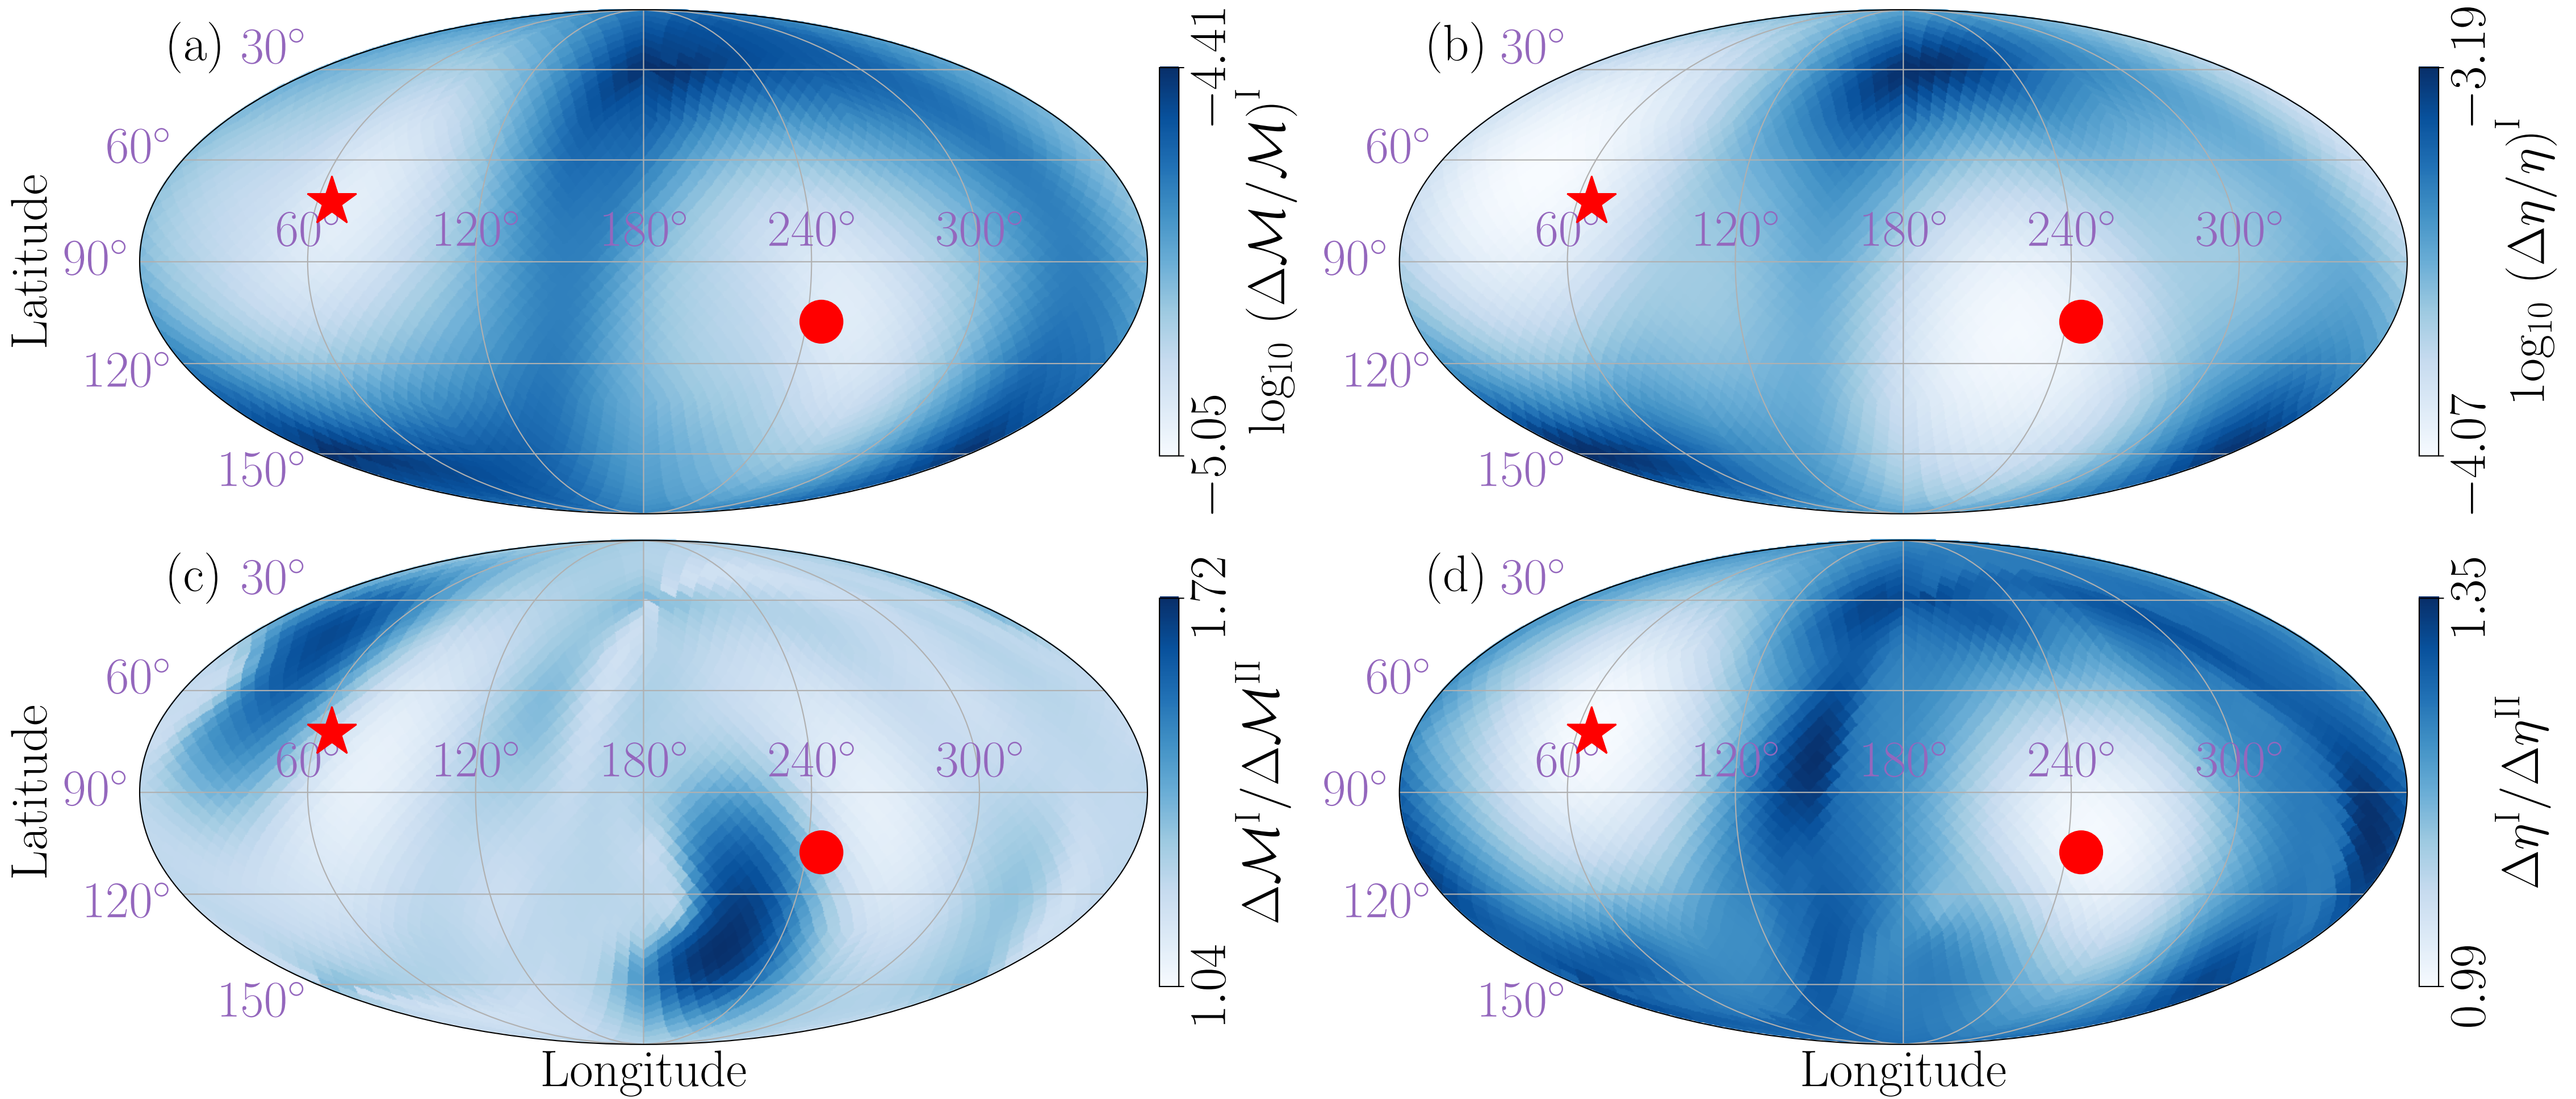 (a)
30°
60°
90°
120°
150°
60° 120° 180° 240° 300°
Latitude
−4.41
−5.05
log₁₀ (Δℳ/ℳ)ᴵ
(b)
30°
60°
90°
120°
150°
60° 120° 180° 240° 300°
−3.19
−4.07
log₁₀ (Δη/η)ᴵ
(c)
30°
60°
90°
120°
150°
60° 120° 180° 240° 300°
Latitude
Longitude
1.72
1.04
Δℳᴵ/Δℳᴵᴵ
(d)
30°
60°
90°
120°
150°
60° 120° 180° 240° 300°
Longitude
1.35
0.99
Δηᴵ/Δηᴵᴵ